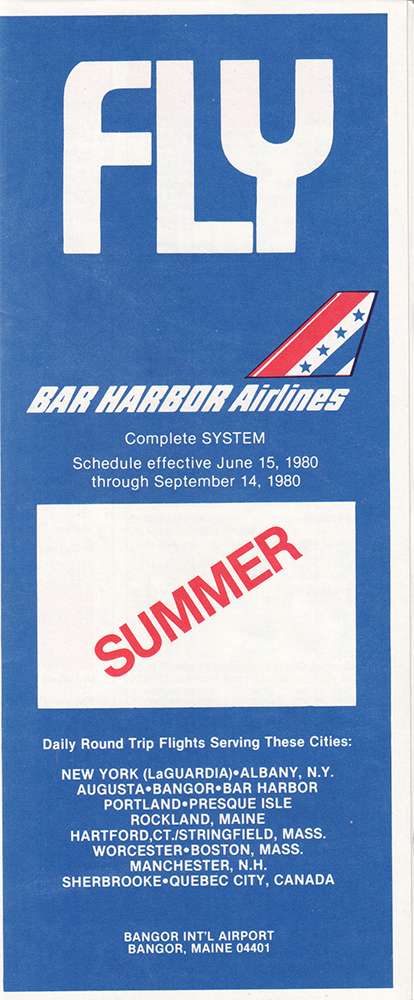 FLY
BAR HARBOR Airlines
Complete SYSTEM
Schedule effective June 15, 1980
through September 14, 1980
SUMMER
Daily Round Trip Flights Serving These Cities:
NEW YORK (LaGUARDIA)•ALBANY, N.Y.
AUGUSTA•BANGOR•BAR HARBOR
PORTLAND•PRESQUE ISLE
ROCKLAND, MAINE
HARTFORD,CT./STRINGFIELD, MASS.
WORCESTER•BOSTON, MASS.
MANCHESTER, N.H.
SHERBROOKE•QUEBEC CITY, CANADA
BANGOR INT'L AIRPORT
BANGOR, MAINE 04401